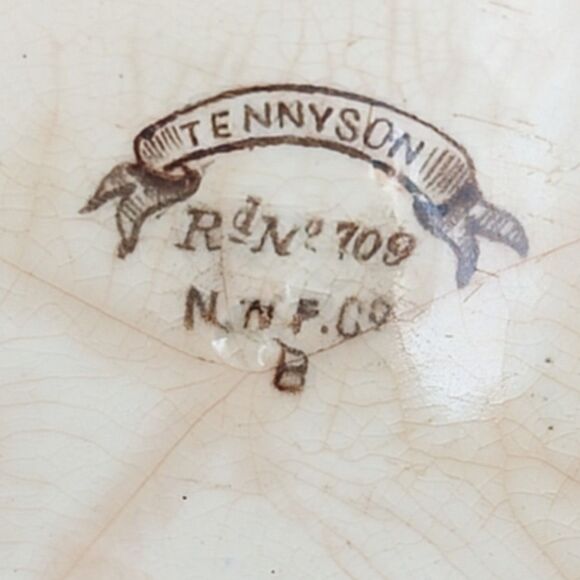 TENNYSON
Rd No 709
N.W.F. Co
B